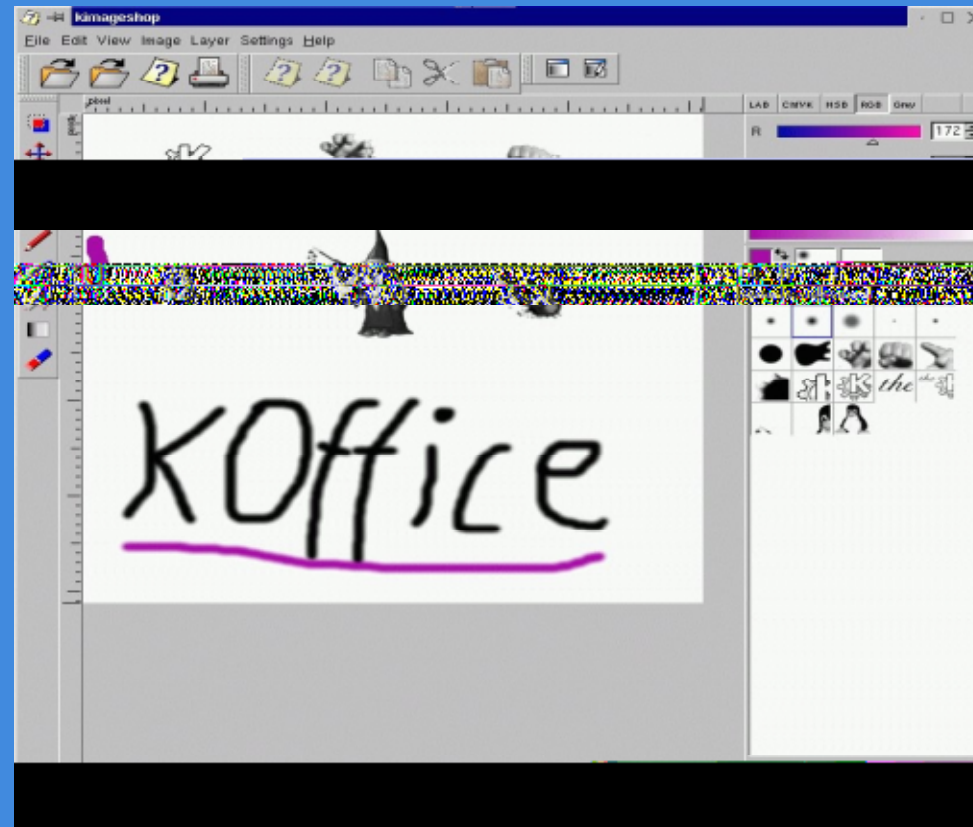 kimageshop
File Edit View Image Layer Settings Help
pixel
LAB CMYK HSB RGB Gray
R 172
the
KOffice